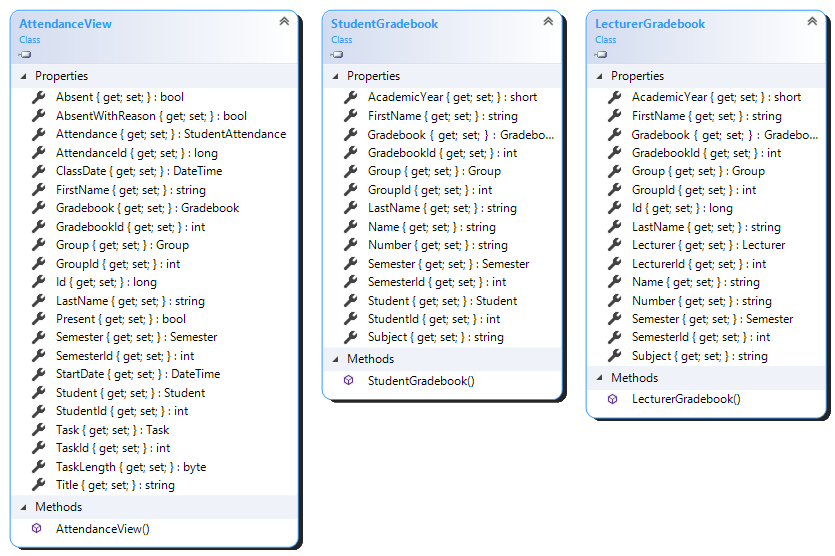 AttendanceView
Class
Properties
Absent { get; set; } : bool
AbsentWithReason { get; set; } : bool
Attendance { get; set; } : StudentAttendance
AttendanceId { get; set; } : long
ClassDate { get; set; } : DateTime
FirstName { get; set; } : string
Gradebook { get; set; } : Gradebook
GradebookId { get; set; } : int
Group { get; set; } : Group
GroupId { get; set; } : int
Id { get; set; } : long
LastName { get; set; } : string
Present { get; set; } : bool
Semester { get; set; } : Semester
SemesterId { get; set; } : int
StartDate { get; set; } : DateTime
Student { get; set; } : Student
StudentId { get; set; } : int
Task { get; set; } : Task
TaskId { get; set; } : int
TaskLength { get; set; } : byte
Title { get; set; } : string
Methods
AttendanceView()
StudentGradebook
Class
Properties
AcademicYear { get; set; } : short
FirstName { get; set; } : string
Gradebook { get; set; } : Gradebo...
GradebookId { get; set; } : int
Group { get; set; } : Group
GroupId { get; set; } : int
LastName { get; set; } : string
Name { get; set; } : string
Number { get; set; } : string
Semester { get; set; } : Semester
SemesterId { get; set; } : int
Student { get; set; } : Student
StudentId { get; set; } : int
Subject { get; set; } : string
Methods
StudentGradebook()
LecturerGradebook
Class
Properties
AcademicYear { get; set; } : short
FirstName { get; set; } : string
Gradebook { get; set; } : Gradebo...
GradebookId { get; set; } : int
Group { get; set; } : Group
GroupId { get; set; } : int
Id { get; set; } : long
LastName { get; set; } : string
Lecturer { get; set; } : Lecturer
LecturerId { get; set; } : int
Name { get; set; } : string
Number { get; set; } : string
Semester { get; set; } : Semester
SemesterId { get; set; } : int
Subject { get; set; } : string
Methods
LecturerGradebook()